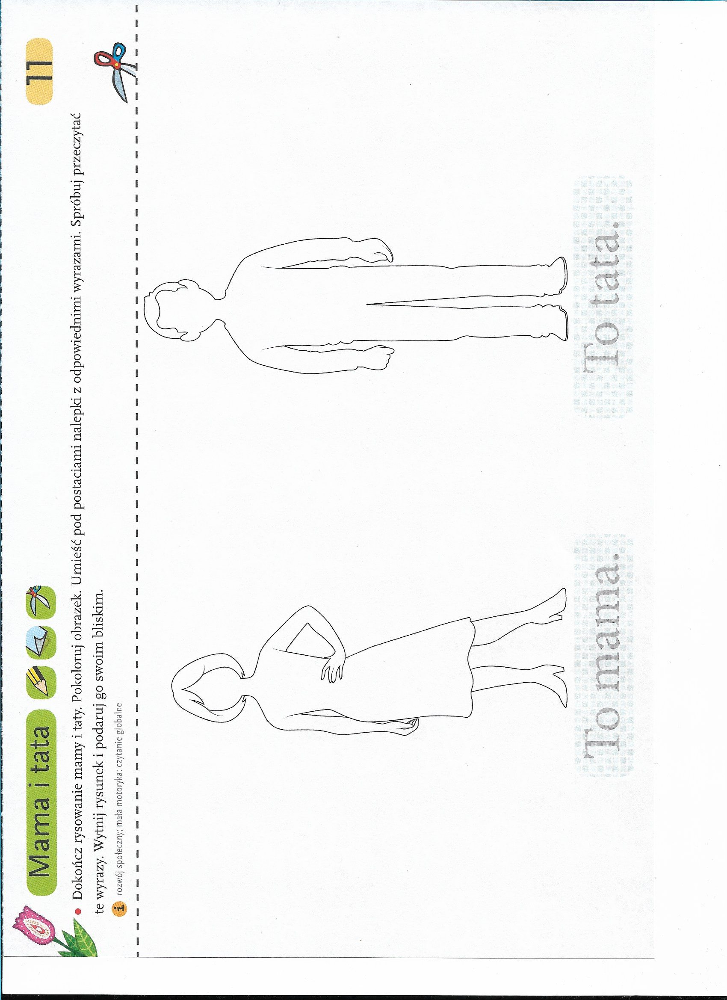 Mama i tata
11
• Dokończ rysowanie mamy i taty. Pokoloruj obrazek. Umieść pod postaciami nalepki z odpowiednimi wyrazami. Spróbuj przeczytać
te wyrazy. Wytnij rysunek i podaruj go swoim bliskim.
i rozwój społeczny; mała motoryka; czytanie globalne
To mama.
To tata.